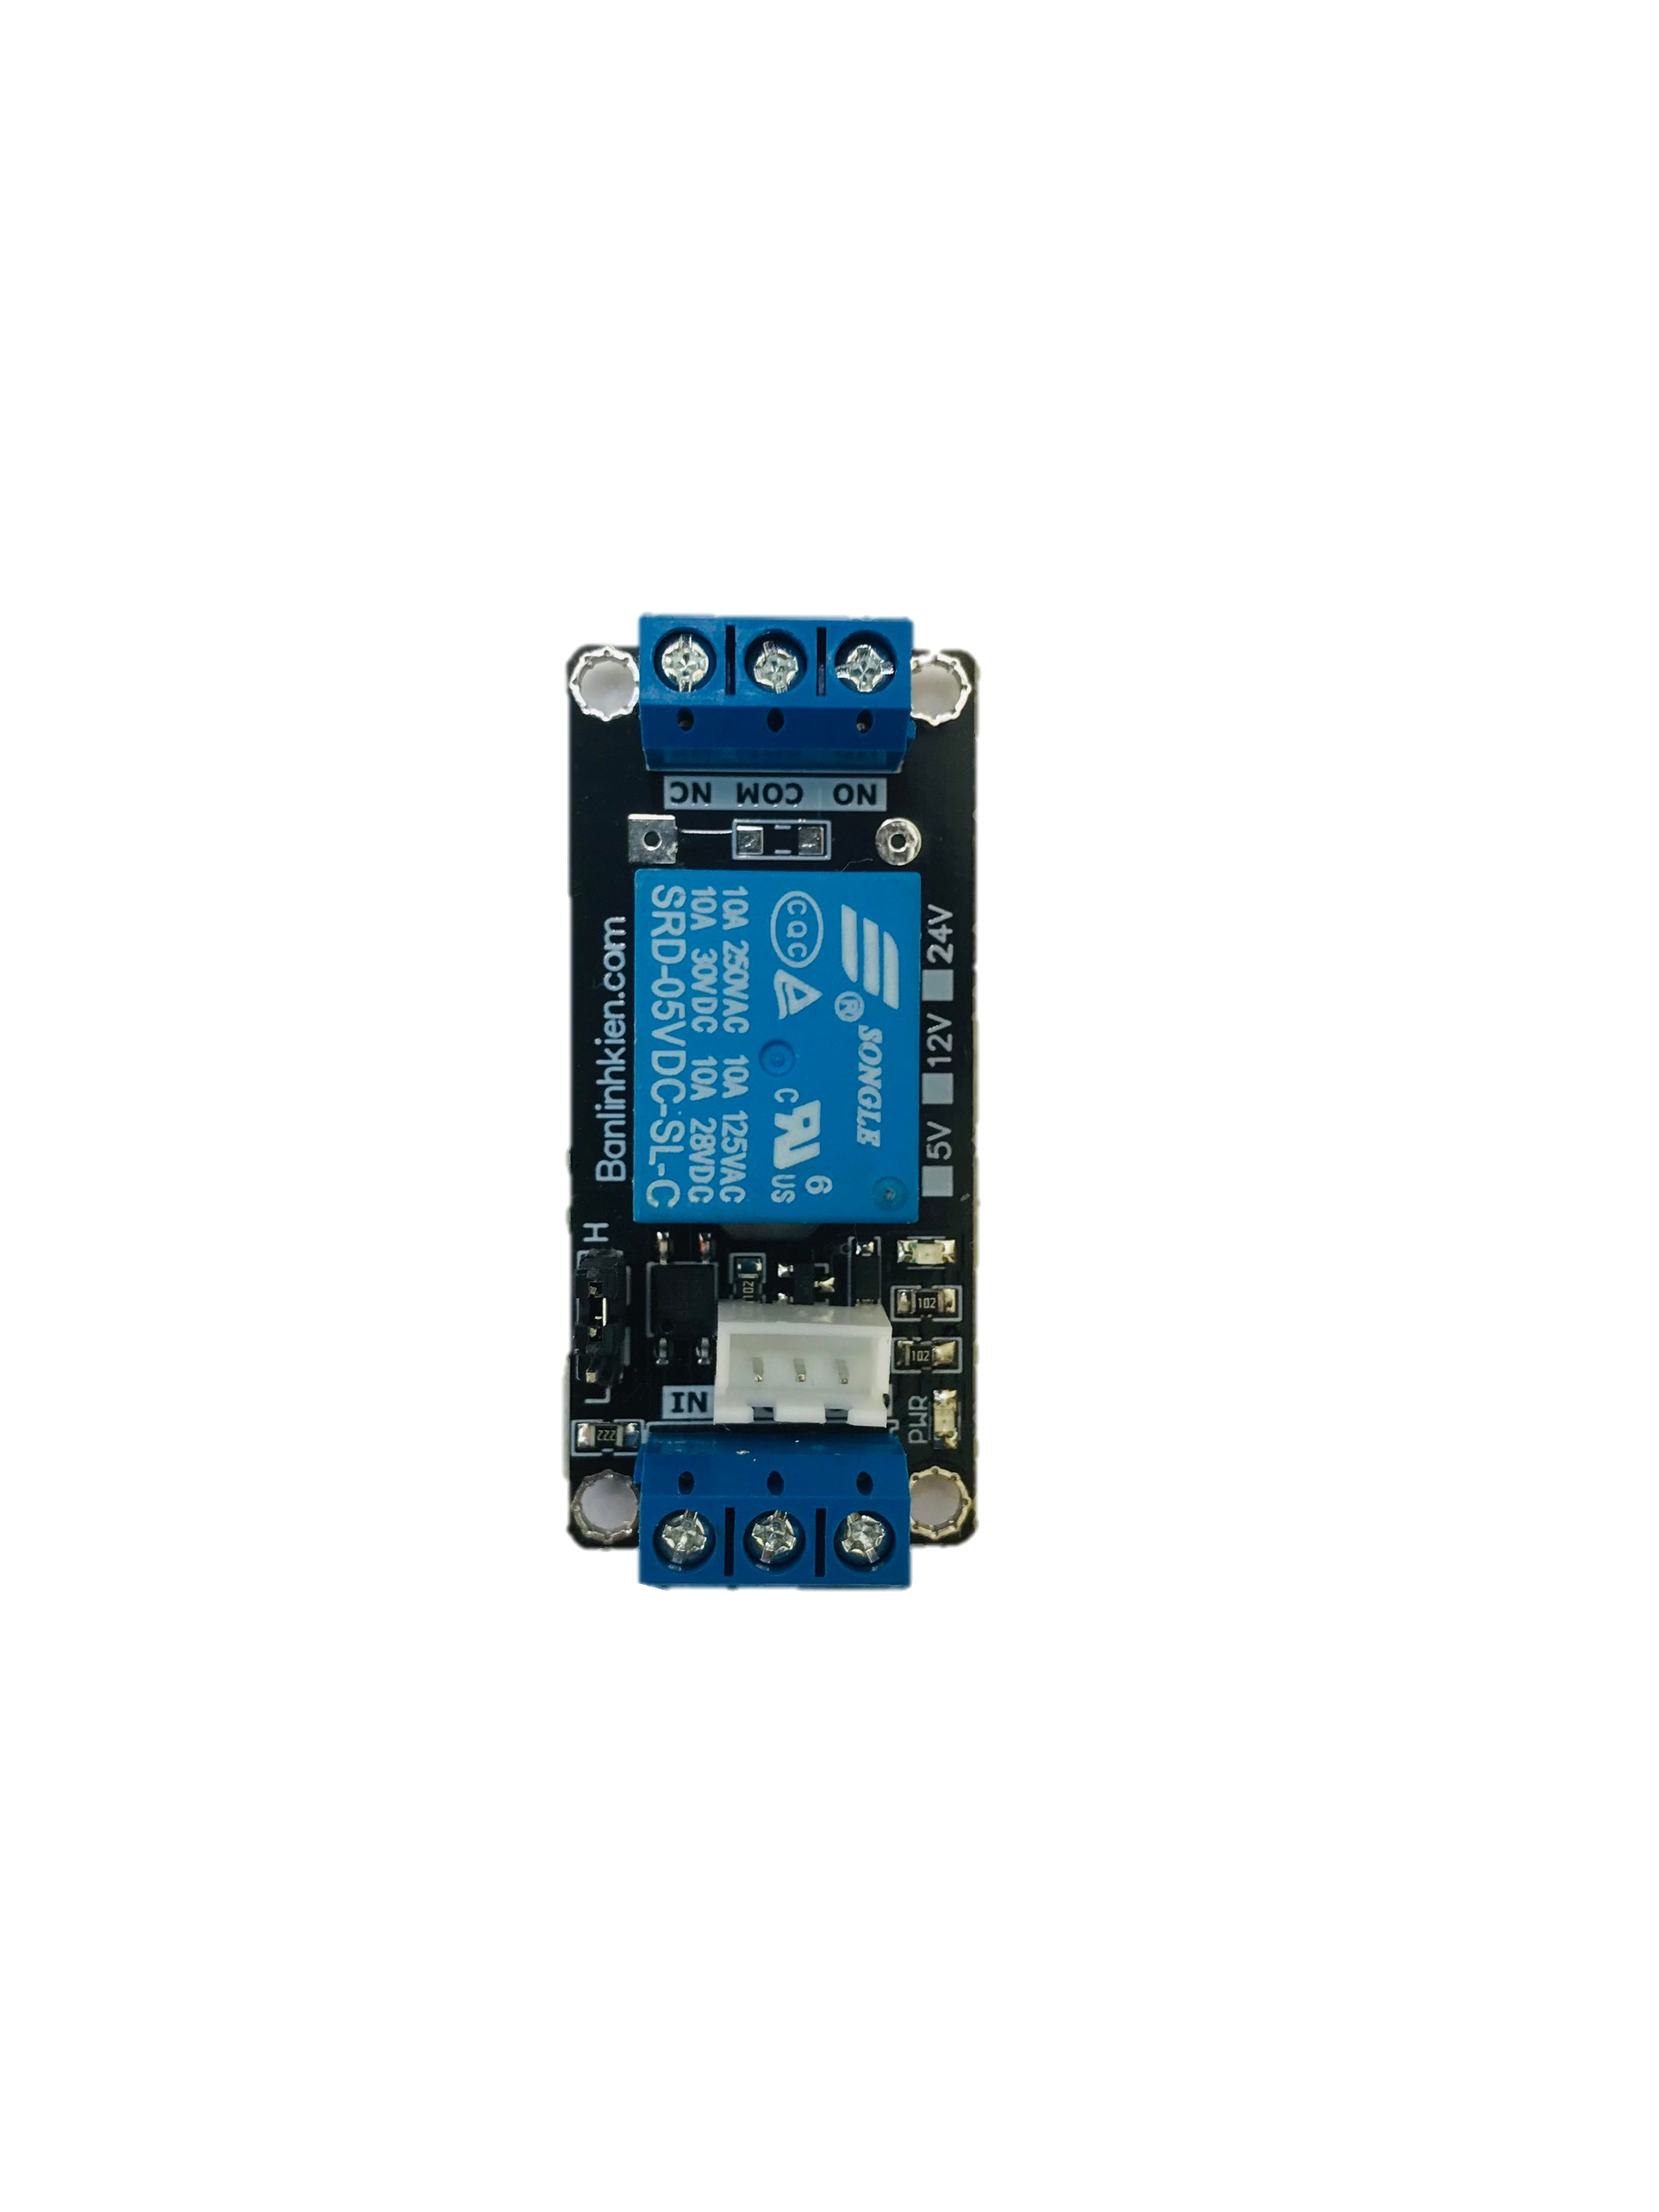 NC COM NO
Banlinhkien.com
SONGLE
®
CQC
C US
6
10A 250VAC 10A 125VAC
10A 30VDC 10A 28VDC
SRD-05VDC-SL-C
5V 12V 24V
H
L
102
102
102
IN
PWR
222